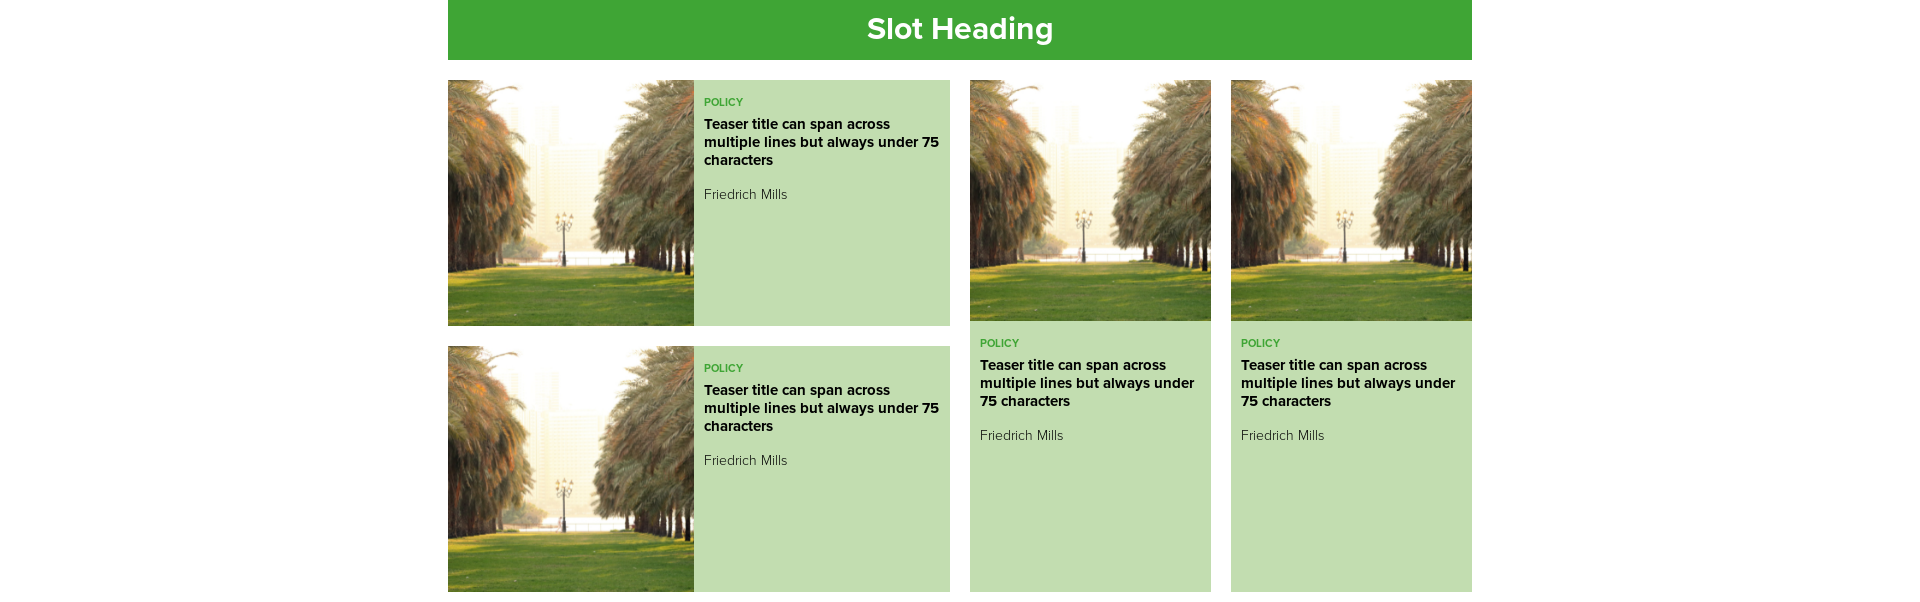 Slot Heading
POLICY
Teaser title can span across
multiple lines but always under 75
characters
Friedrich Mills
POLICY
Teaser title can span across
multiple lines but always under 75
characters
Friedrich Mills
POLICY
Teaser title can span across
multiple lines but always under
75 characters
Friedrich Mills
POLICY
Teaser title can span across
multiple lines but always under
75 characters
Friedrich Mills